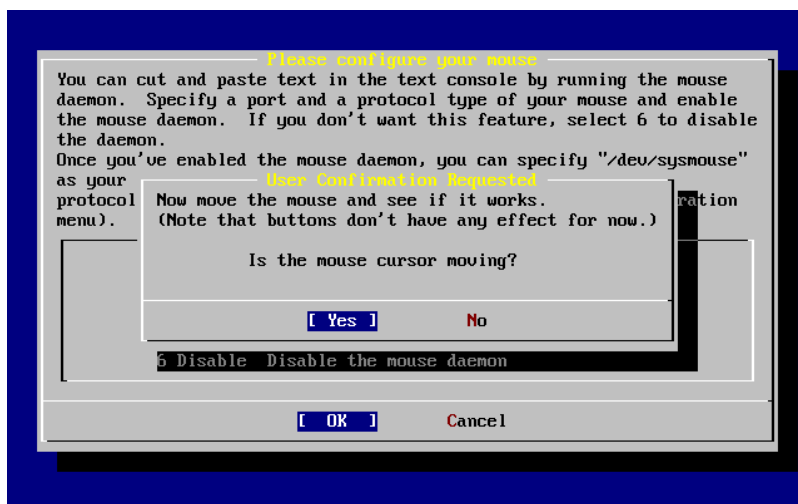 Please configure your mouse
You can cut and paste text in the text console by running the mouse
daemon.  Specify a port and a protocol type of your mouse and enable
the mouse daemon.  If you don't want this feature, select 6 to disable
the daemon.
Once you've enabled the mouse daemon, you can specify "/dev/sysmouse"
as your
protocol ration
menu).
User Confirmation Requested
Now move the mouse and see if it works.
(Note that buttons don't have any effect for now.)
Is the mouse cursor moving?
[ Yes ] No
6 Disable  Disable the mouse daemon
[ OK ] Cancel